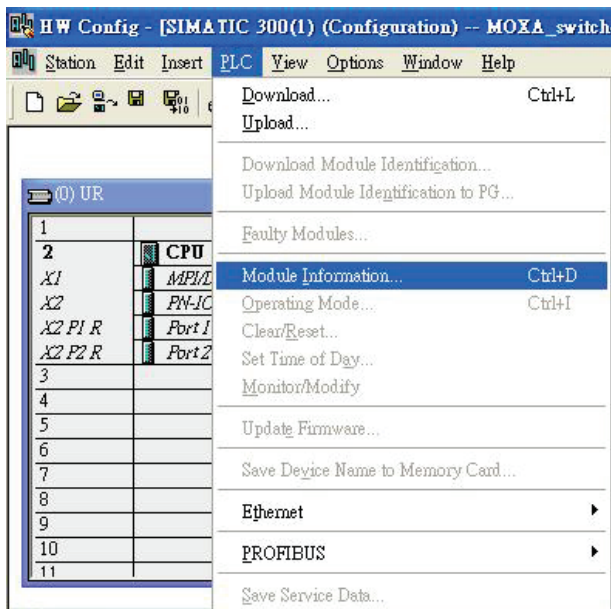 HW Config - [SIMATIC 300(1) (Configuration) -- MOXA_switch
Station Edit Insert PLC View Options Window Help
Download... Ctrl+L
Upload...
Download Module Identification...
Upload Module Identification to PG...
Faulty Modules...
Module Information... Ctrl+D
Operating Mode... Ctrl+I
Clear/Reset...
Set Time of Day...
Monitor/Modify
Update Firmware...
Save Device Name to Memory Card...
Ethernet
PROFIBUS
Save Service Data...
(0) UR
1
2 CPU
X1 MPI/D
X2 PN-IO
X2 P1 R Port 1
X2 P2 R Port 2
3
4
5
6
7
8
9
10
11